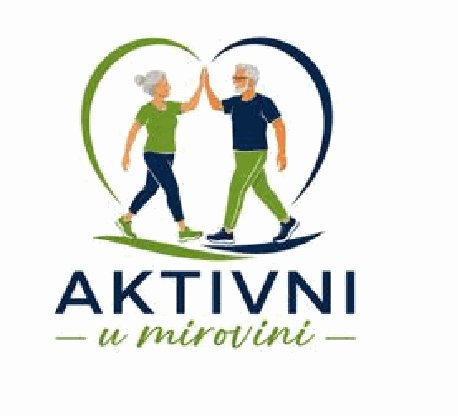 AKTIVNI
– u mirovini –